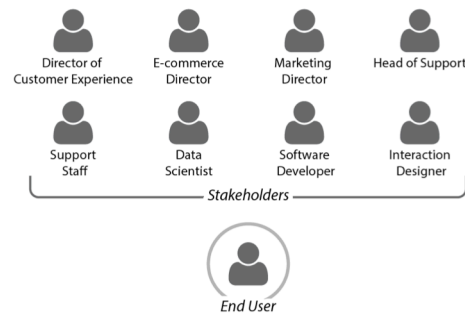 Director of
Customer Experience
E-commerce
Director
Marketing
Director
Head of Support
Support
Staff
Data
Scientist
Software
Developer
Interaction
Designer
Stakeholders
End User